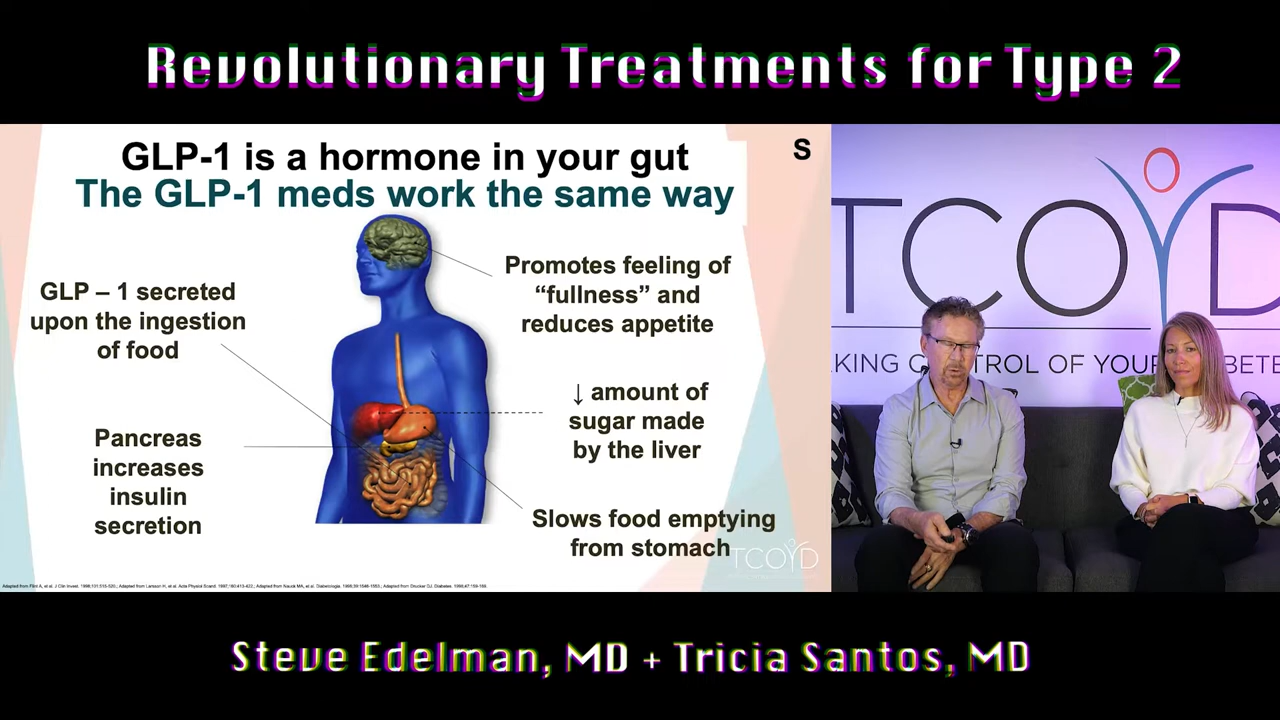 Revolutionary Treatments for Type 2
GLP-1 is a hormone in your gut
The GLP-1 meds work the same way
S
GLP – 1 secreted
upon the ingestion
of food
Pancreas
increases
insulin
secretion
Promotes feeling of
“fullness” and
reduces appetite
↓ amount of
sugar made
by the liver
Slows food emptying
from stomach
TCOYD
TCOYD
AKING CONTROL OF YOUR DIABETE
Steve Edelman, MD + Tricia Santos, MD